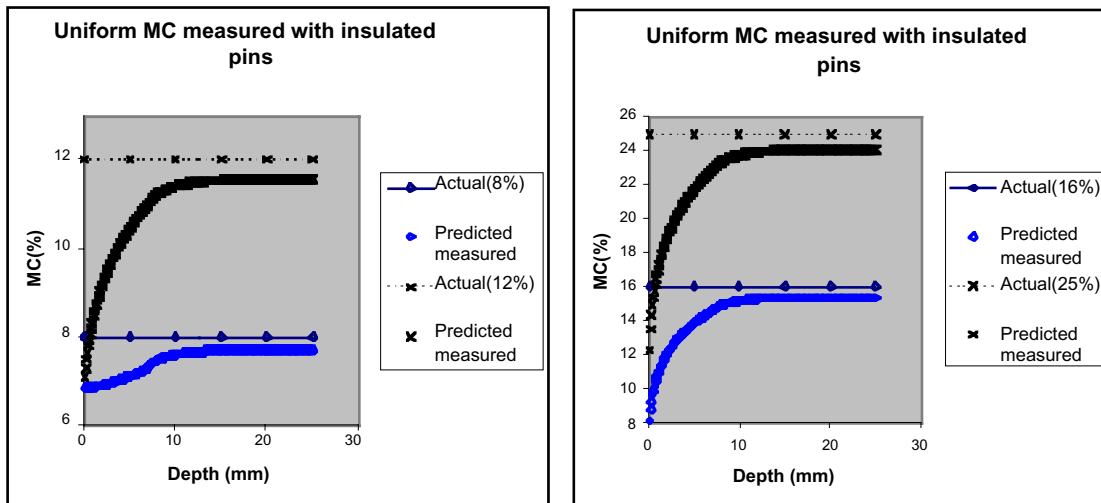 Uniform MC measured with insulated
pins
MC(%)
12
10
8
6
0
10
20
30
Depth (mm)
Actual(8%)
Predicted
measured
Actual(12%)
Predicted
measured
Uniform MC measured with insulated
pins
MC(%)
26
24
22
20
18
16
14
12
10
8
0
10
20
30
Depth (mm)
Actual(16%)
Predicted
measured
Actual(25%)
Predicted
measured